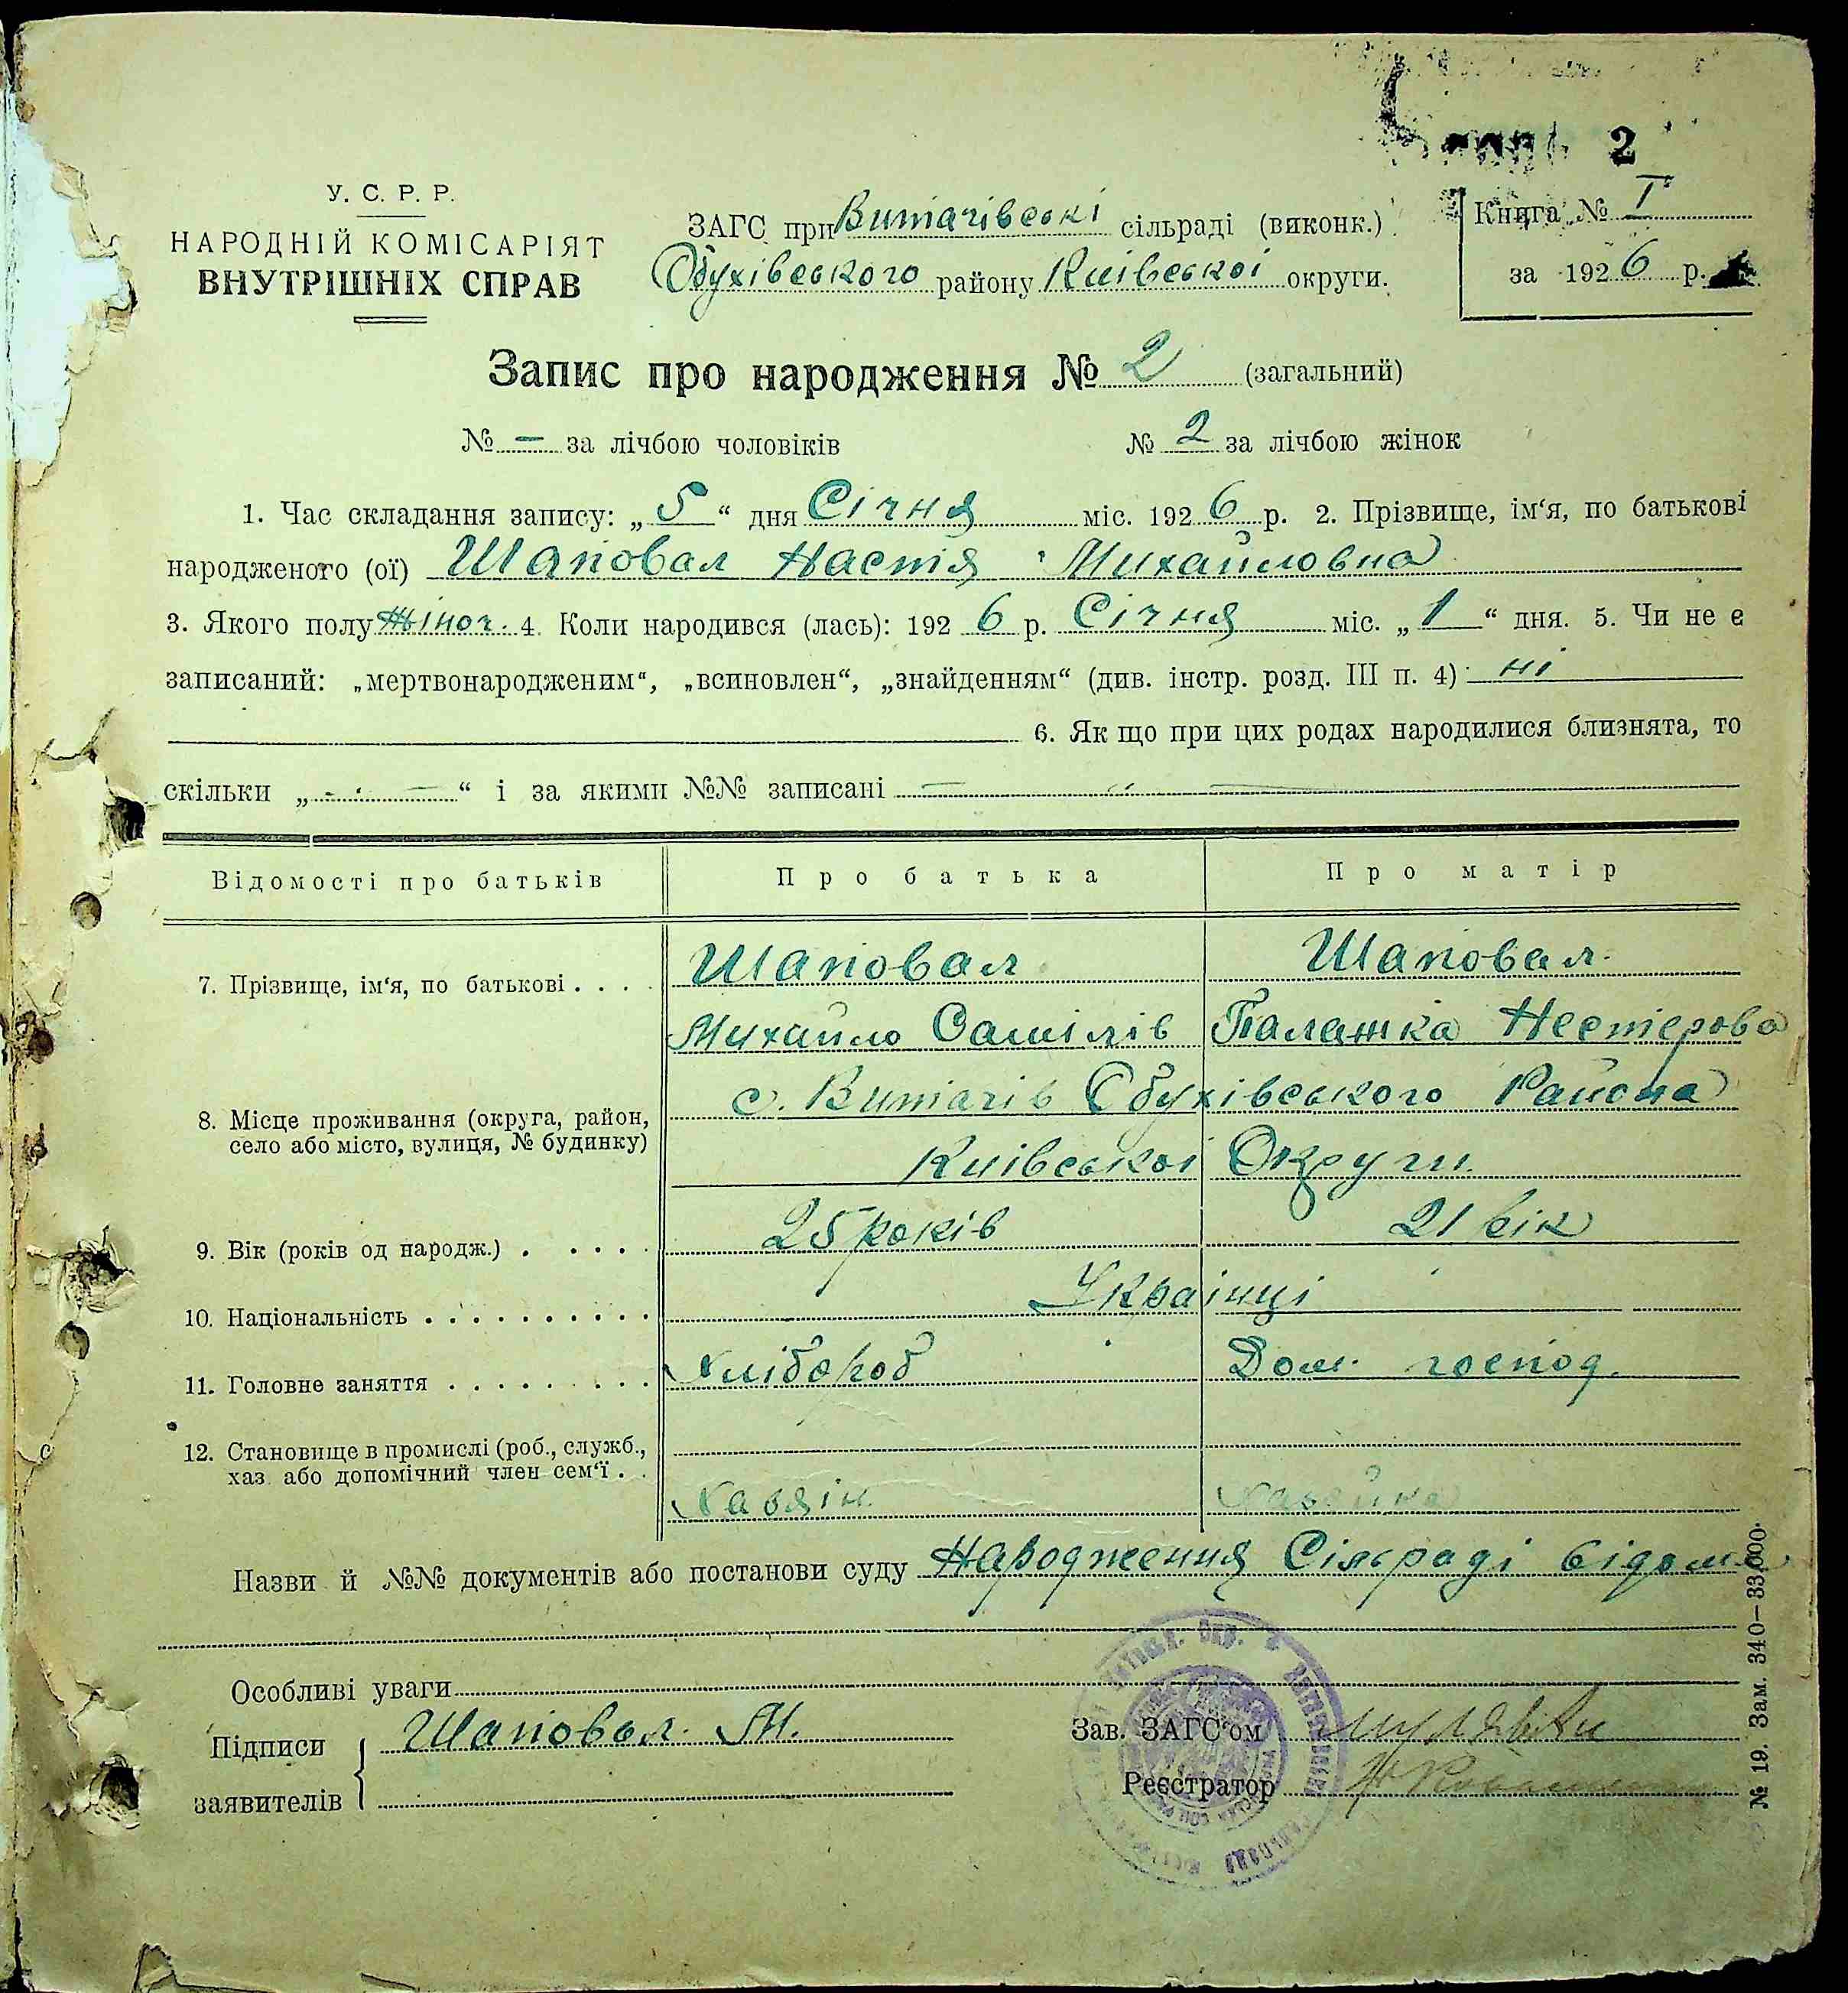 2
У. С. Р. Р.
НАРОДНІЙ КОМІСАРІЯТ
ВНУТРІШНІХ СПРАВ
ЗАГС при Витачівські сільраді (виконк.)
Обухівського району Київської округи.
Книга № I
за 1926 р.
Запис про народження № 2 (загальний)
№ — за лічбою чоловіків № 2 за лічбою жінок
1. Час складання запису: „5“ дня Січня міс. 1926 р. 2. Прізвище, ім‘я, по батькові
народженого (ої) Шаповал Настя Михайловна
3. Якого полу жіноч. 4. Коли народився (лась): 1926 р. Січня міс. „1“ дня. 5. Чи не є
записаний: „мертвонародженим“, „всиновлен“, „знайденням“ (див. інстр. розд. III п. 4) ні
6. Як що при цих родах народилися близнята, то
скільки „ — “ і за якими №№ записані — „ —
Відомості про батьків Про батька Про матір
7. Прізвище, ім‘я, по батькові . . . . Шаповал Шаповал
Михайло Самілів Палажка Нестерова
8. Місце проживання (округа, район, село або місто, вулиця, № будинку) с. Витачів Обухівського Района
Київської Округи
9. Вік (років од народж.) . . . . . 25 років 21 вік
10. Національність . . . . . . . . . . Українці
11. Головне заняття . . . . . . . . . Хлібороб Дом. господ.
12. Становище в промислі (роб., служб.,
хаз. або допомічний член сем‘ї . . Хазяїн Хазяйка
Назви й №№ документів або постанови суду Народження Сільраді відомо
Особливі уваги
Підписи Шаповал М.
заявителів
Зав. ЗАГС‘ом
Реєстратор
№ 19. Зам. 340—33.000.